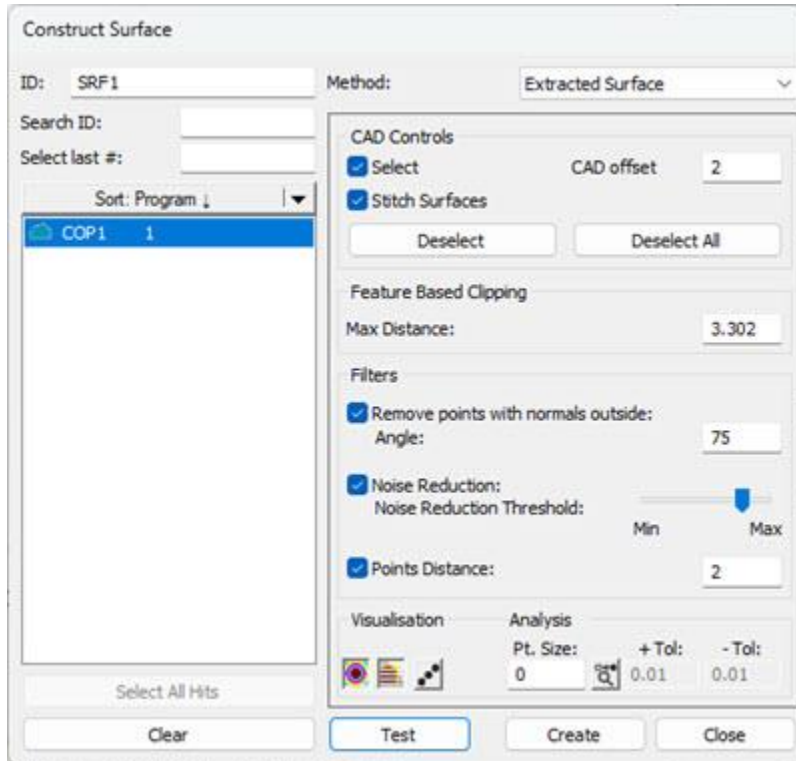 Construct Surface
ID: SRF1
Method: Extracted Surface
Search ID:
Select last #:
Sort: Program ↓
COP1 1
Select All Hits
Clear
CAD Controls
Select CAD offset 2
Stitch Surfaces
Deselect Deselect All
Feature Based Clipping
Max Distance: 3.302
Filters
Remove points with normals outside:
Angle: 75
Noise Reduction:
Noise Reduction Threshold:
Min Max
Points Distance: 2
Visualisation Analysis
Pt. Size: + Tol: - Tol:
0 0.01 0.01
Test Create Close